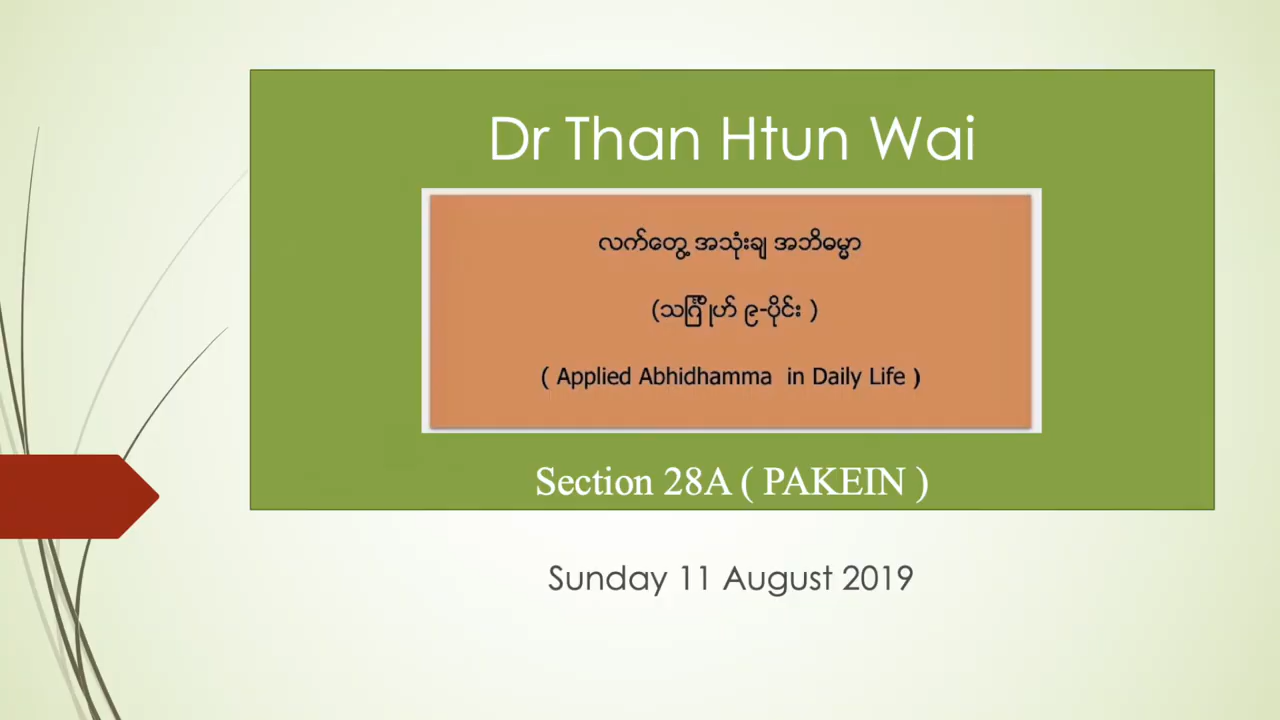 Dr Than Htun Wai
လက်တွေ့ အသုံးချ အဘိဓမ္မာ
(သင်္ဂြိုဟ် ၉-ပိုင်း )
( Applied Abhidhamma in Daily Life )
Section 28A ( PAKEIN )
Sunday 11 August 2019